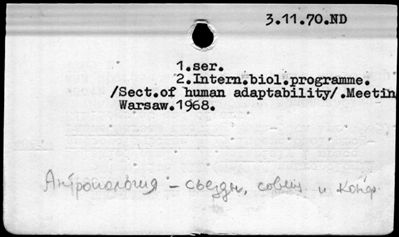 3.11.70.ND
1.ser.
2.Intern.biol.programme.
/Sect.of human adaptability/.Meetin
Warsaw.1968.
Антропология – съезды, совещ. и конф.